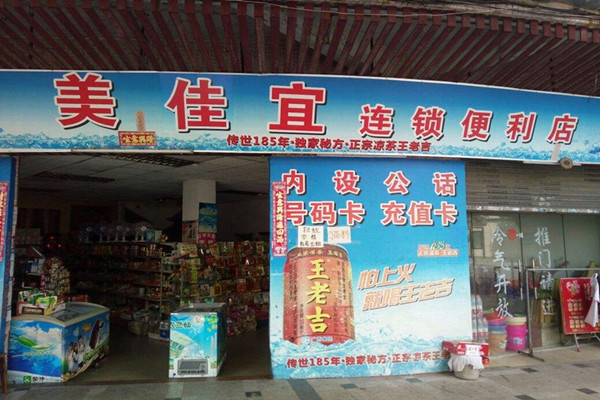 美佳宜连锁便利店
传世185年·独家秘方·正宗凉茶王老吉
内设公话
号码卡 充值卡
王老吉
怕上火
就喝王老吉
传世185年·独家秘方·正宗凉茶王老吉
冷气开放
推门请进